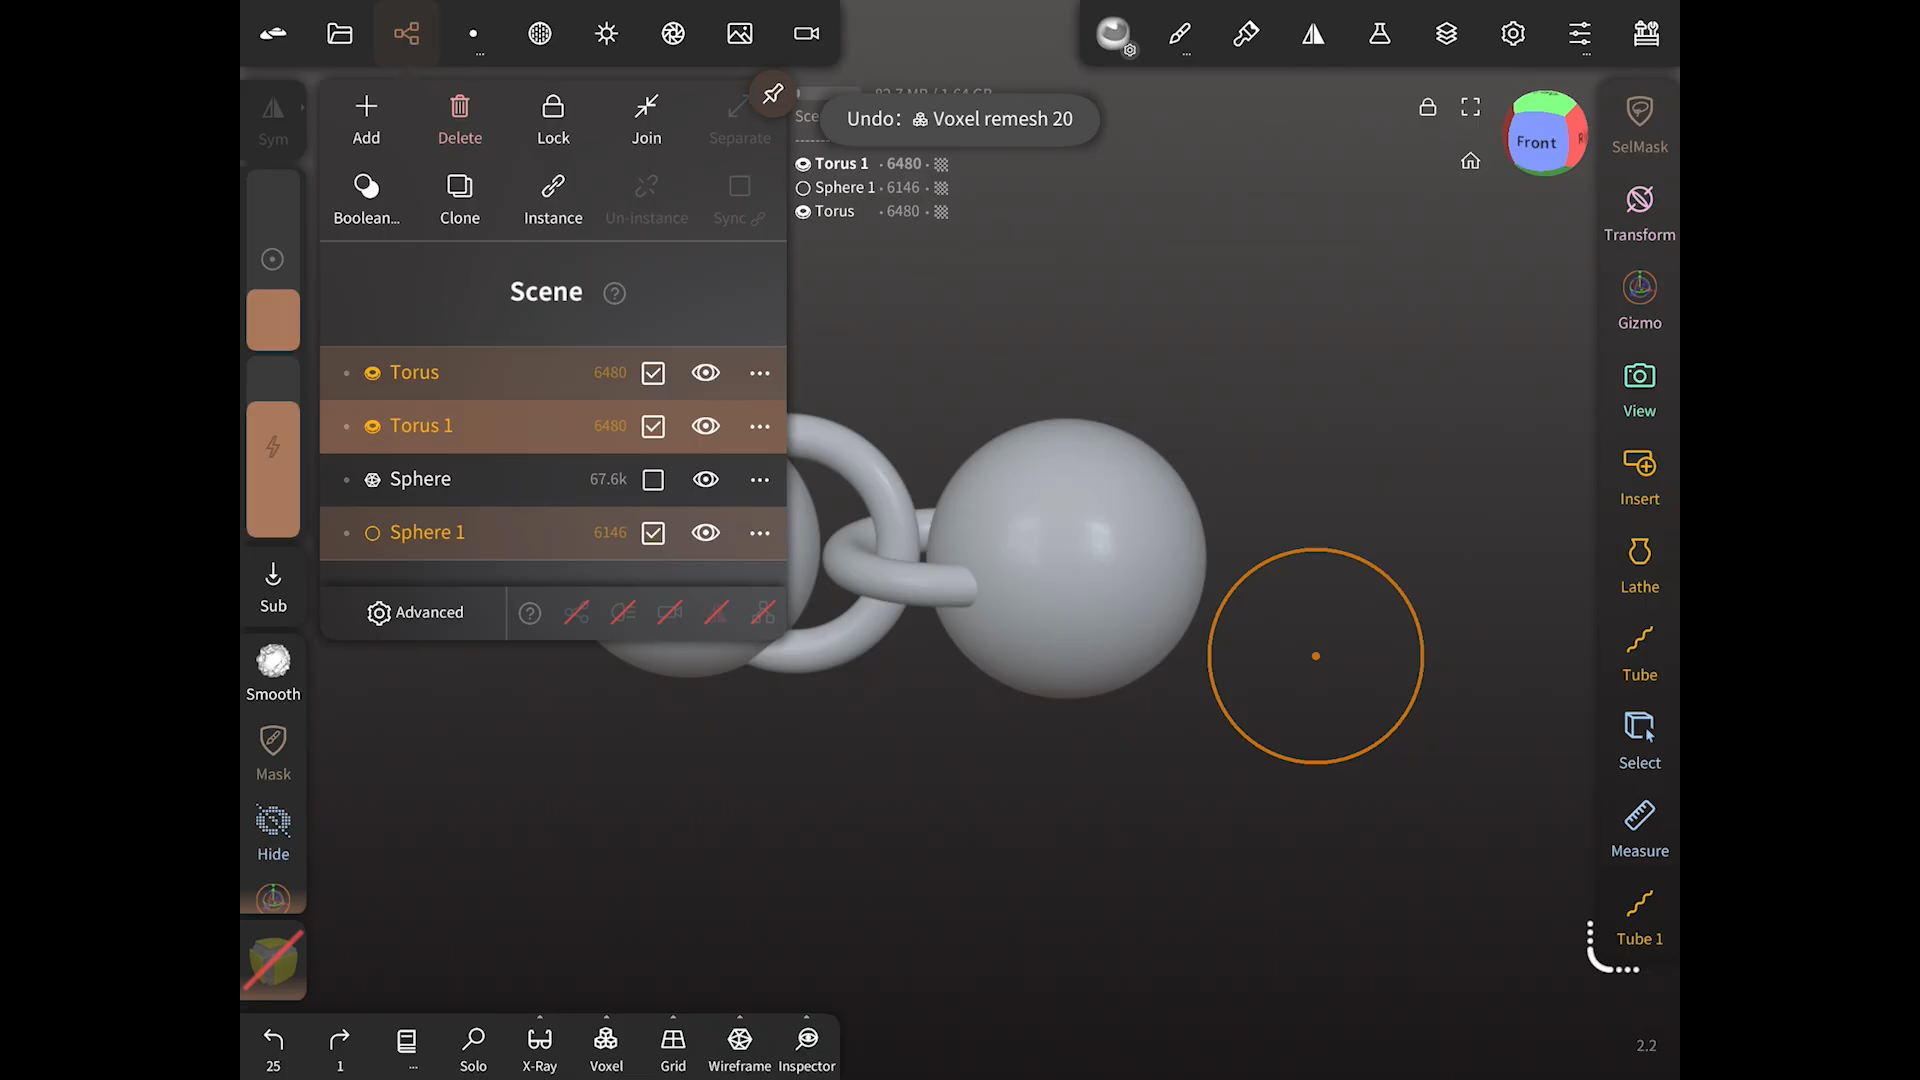 Undo: Voxel remesh 20
Sym
Sub
Smooth
Mask
Hide
Add
Delete
Lock
Join
Separate
Boolean...
Clone
Instance
Un-instance
Sync
Scene
Torus 6480
Torus 1 6480
Sphere 67.6k
Sphere 1 6146
Advanced
Sce
Torus 1 · 6480 ·
Sphere 1 · 6146 ·
Torus · 6480 ·
Front
SelMask
Transform
Gizmo
View
Insert
Lathe
Tube
Select
Measure
Tube 1
2.2
25
1
...
Solo
X-Ray
Voxel
Grid
Wireframe
Inspector